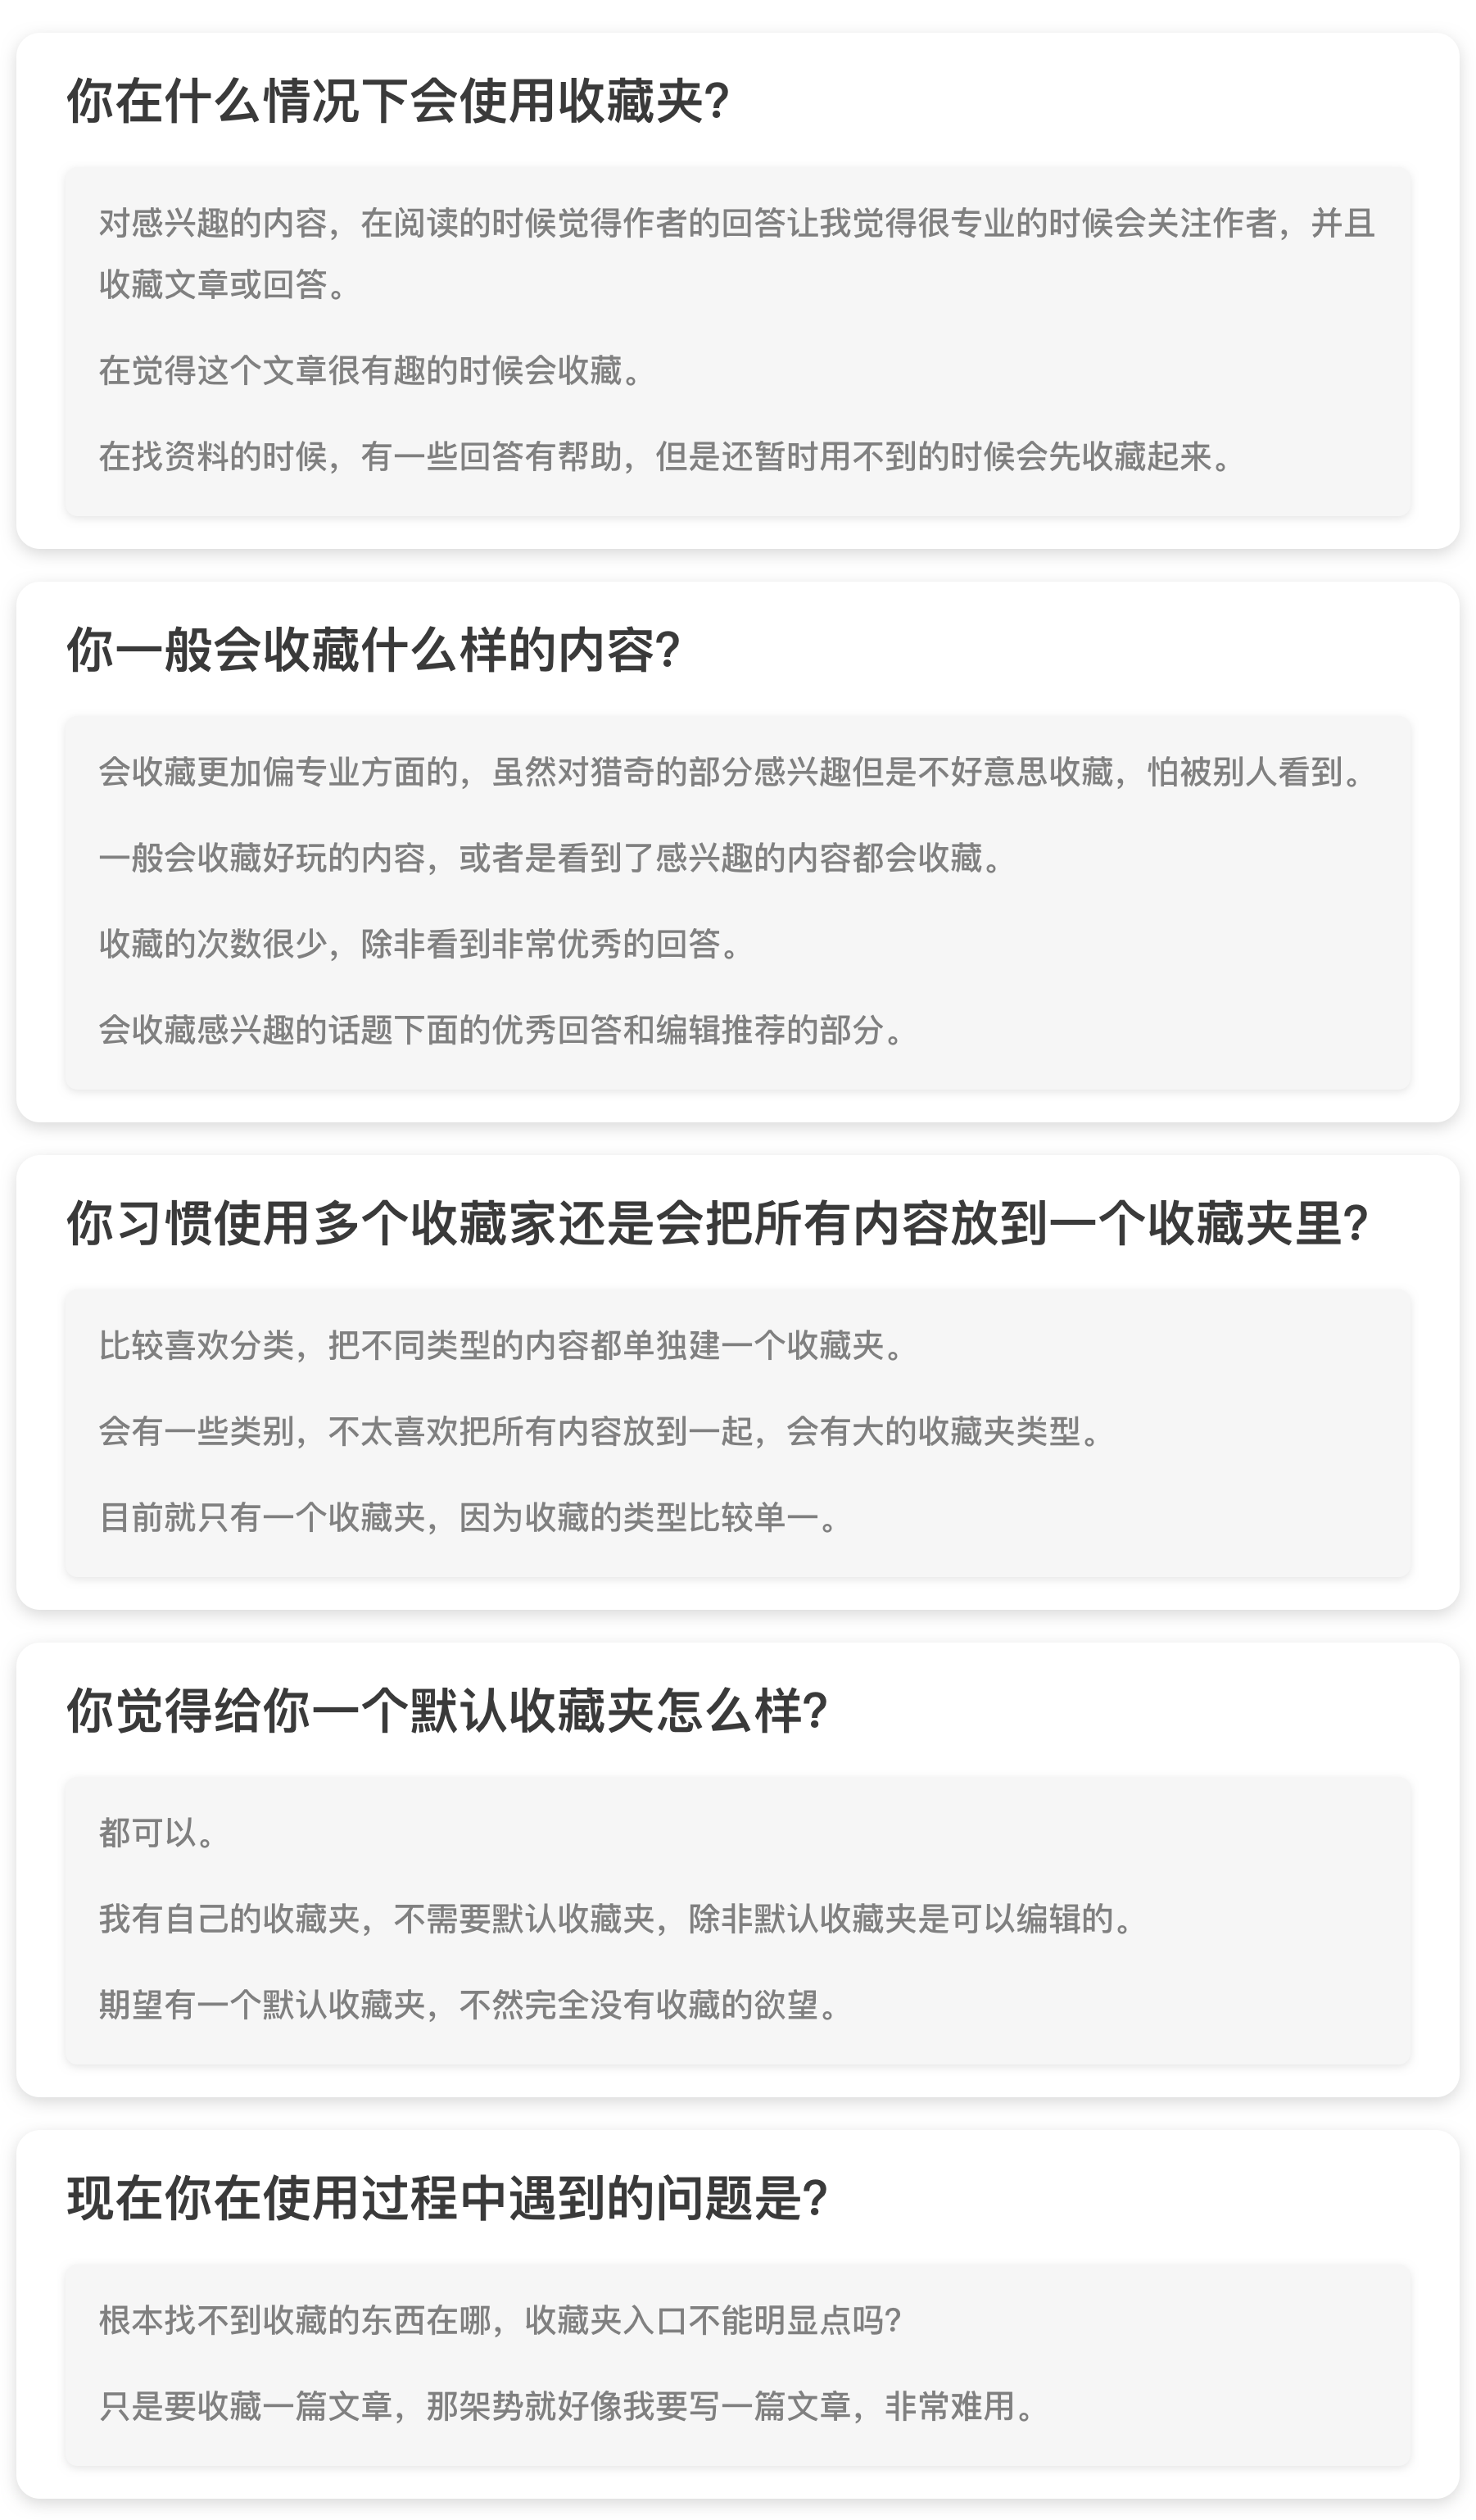 你在什么情况下会使用收藏夹?
对感兴趣的内容，在阅读的时候觉得作者的回答让我觉得很专业的时候会关注作者，并且
收藏文章或回答。
在觉得这个文章很有趣的时候会收藏。
在找资料的时候，有一些回答有帮助，但是还暂时用不到的时候会先收藏起来。
你一般会收藏什么样的内容?
会收藏更加偏专业方面的，虽然对猎奇的部分感兴趣但是不好意思收藏，怕被别人看到。
一般会收藏好玩的内容，或者是看到了感兴趣的内容都会收藏。
收藏的次数很少，除非看到非常优秀的回答。
会收藏感兴趣的话题下面的优秀回答和编辑推荐的部分。
你习惯使用多个收藏家还是会把所有内容放到一个收藏夹里?
比较喜欢分类，把不同类型的内容都单独建一个收藏夹。
会有一些类别，不太喜欢把所有内容放到一起，会有大的收藏夹类型。
目前就只有一个收藏夹，因为收藏的类型比较单一。
你觉得给你一个默认收藏夹怎么样?
都可以。
我有自己的收藏夹，不需要默认收藏夹，除非默认收藏夹是可以编辑的。
期望有一个默认收藏夹，不然完全没有收藏的欲望。
现在你在使用过程中遇到的问题是?
根本找不到收藏的东西在哪，收藏夹入口不能明显点吗?
只是要收藏一篇文章，那架势就好像我要写一篇文章，非常难用。